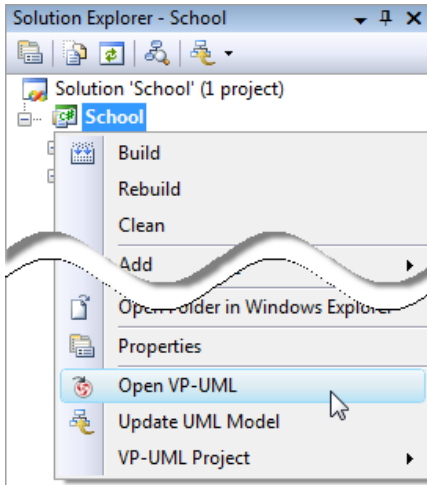 Solution Explorer - School
Solution 'School' (1 project)
School
Build
Rebuild
Clean
Add
Open Folder in Windows Explorer
Properties
Open VP-UML
Update UML Model
VP-UML Project